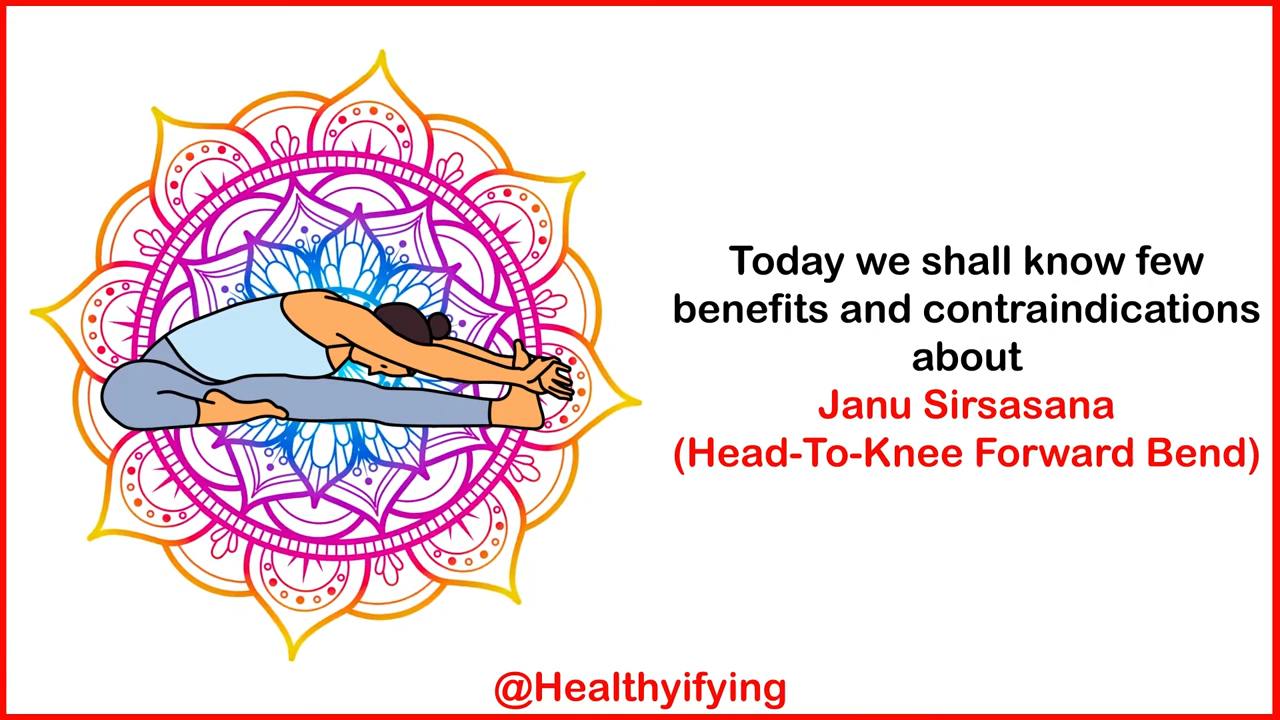 Today we shall know few
benefits and contraindications
about
Janu Sirsasana
(Head-To-Knee Forward Bend)
@Healthyifying